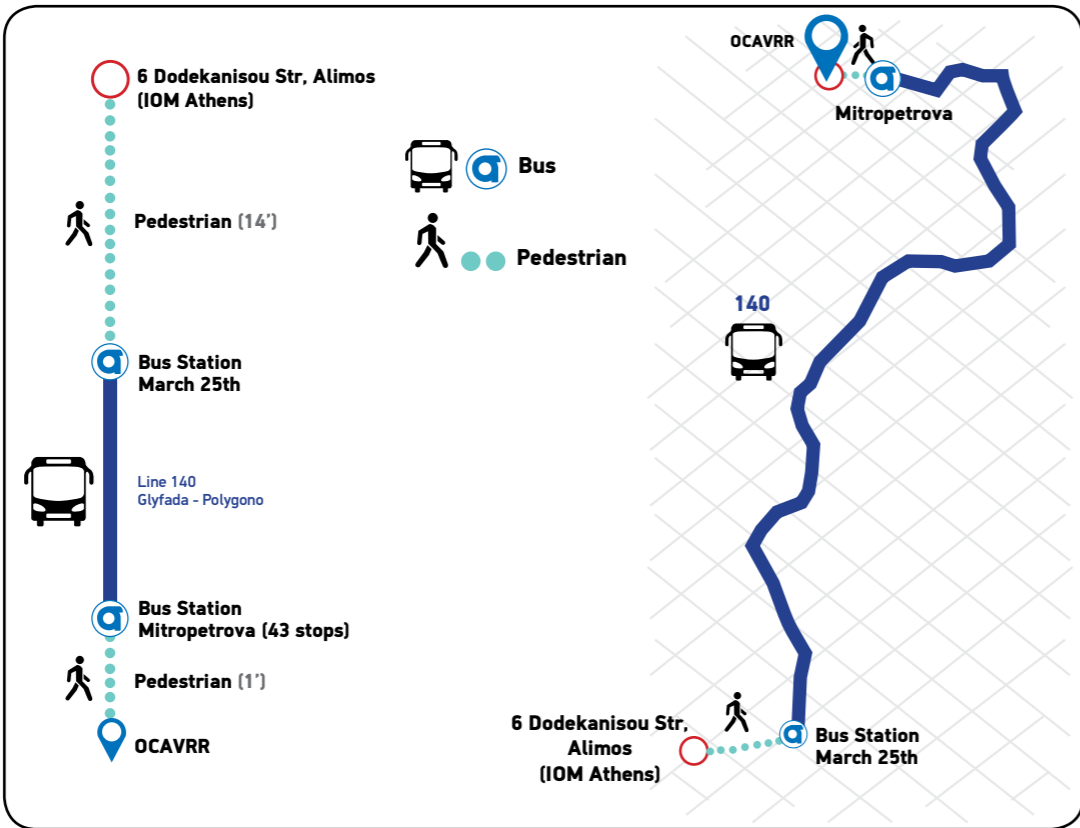 6 Dodekanisou Str, Alimos
(IOM Athens)
Pedestrian (14')
Bus Station
March 25th
Line 140
Glyfada - Polygono
Bus Station
Mitropetrova (43 stops)
Pedestrian (1')
OCAVRR
Bus
Pedestrian
OCAVRR
Mitropetrova
140
6 Dodekanisou Str,
Alimos
(IOM Athens)
Bus Station
March 25th